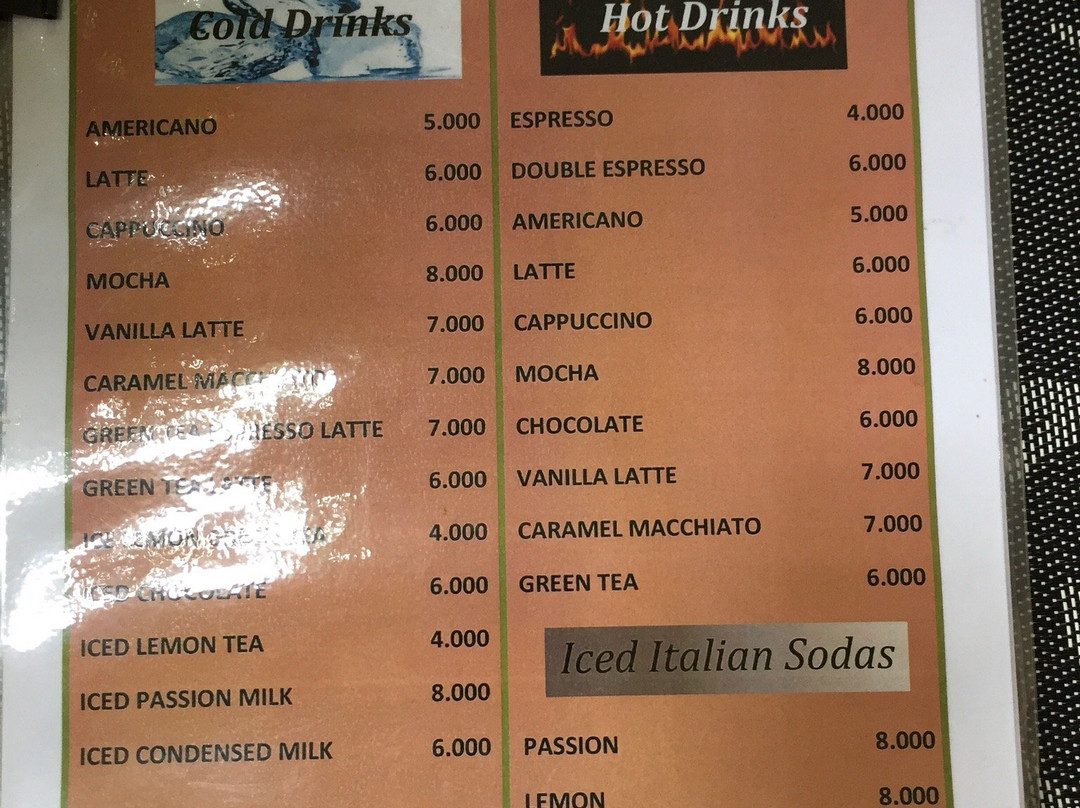 Cold Drinks
AMERICANO 5.000
LATTE 6.000
CAPPUCCINO 6.000
MOCHA 8.000
VANILLA LATTE 7.000
CARAMEL MACCHIATO 7.000
GREEN TEA ESPRESSO LATTE 7.000
GREEN TEA LATTE 6.000
ICE LEMON GREEN TEA 4.000
ICED CHOCOLATE 6.000
ICED LEMON TEA 4.000
ICED PASSION MILK 8.000
ICED CONDENSED MILK 6.000
Hot Drinks
ESPRESSO 4.000
DOUBLE ESPRESSO 6.000
AMERICANO 5.000
LATTE 6.000
CAPPUCCINO 6.000
MOCHA 8.000
CHOCOLATE 6.000
VANILLA LATTE 7.000
CARAMEL MACCHIATO 7.000
GREEN TEA 6.000
Iced Italian Sodas
PASSION 8.000
LEMON 8.000